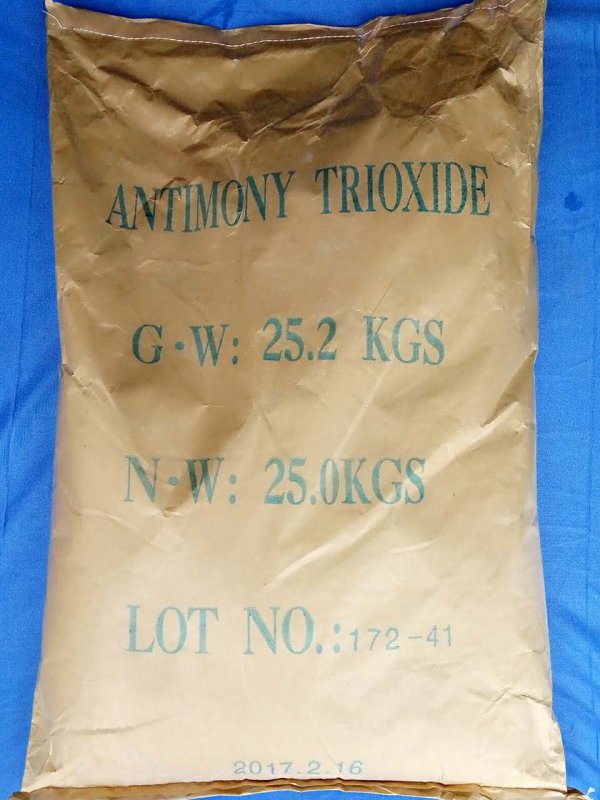 ANTIMONY TRIOXIDE
G·W: 25.2 KGS
N·W: 25.0KGS
LOT NO.:172-41
2017.2.16